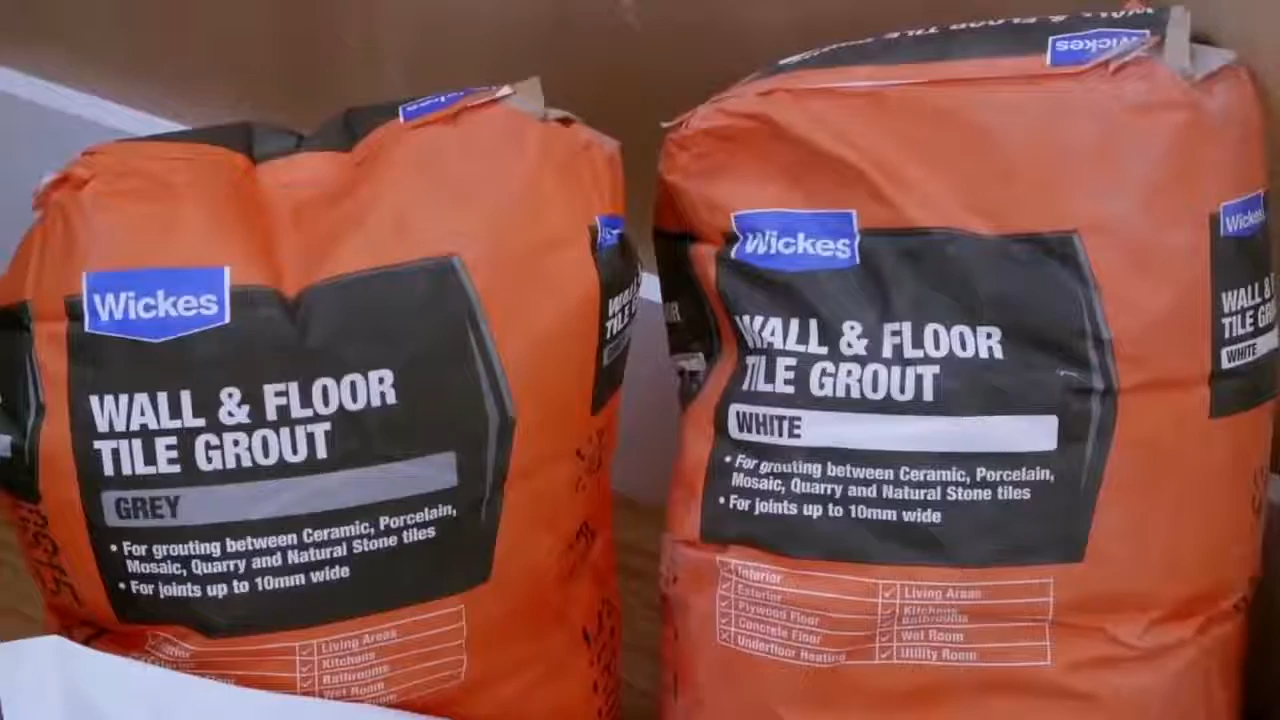 Wickes
WALL & FLOOR
TILE GROUT
GREY
• For grouting between Ceramic, Porcelain,
Mosaic, Quarry and Natural Stone tiles
• For joints up to 10mm wide
Living Areas
Kitchens
Bathrooms
Wet Room
Wickes
Wickes
WALL & FLOOR
TILE GROUT
WHITE
• For grouting between Ceramic, Porcelain,
Mosaic, Quarry and Natural Stone tiles
• For joints up to 10mm wide
Interior
Exterior
Plywood Floor
Concrete Floor
Underfloor Heating
Living Areas
Kitchens
Bathrooms
Wet Room
Utility Room
Wickes
WALL &
TILE
WHITE